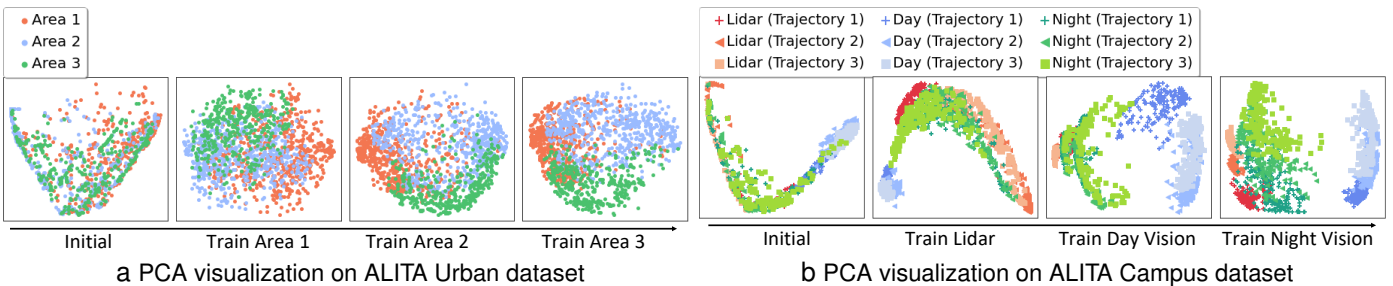 Area 1
Area 2
Area 3
Initial
Train Area 1
Train Area 2
Train Area 3
a PCA visualization on ALITA Urban dataset
Lidar (Trajectory 1) Day (Trajectory 1) Night (Trajectory 1)
Lidar (Trajectory 2) Day (Trajectory 2) Night (Trajectory 2)
Lidar (Trajectory 3) Day (Trajectory 3) Night (Trajectory 3)
Initial
Train Lidar
Train Day Vision
Train Night Vision
b PCA visualization on ALITA Campus dataset